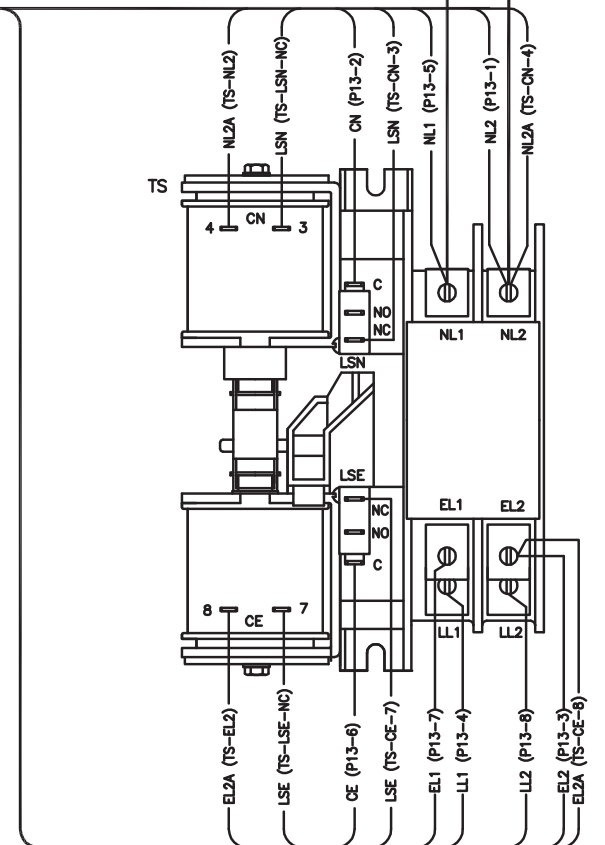 NL2A (TS-NL2)
LSN (TS-LSN-NC)
CN (P13-2)
LSN (TS-CN-3)
NL1 (P13-5)
NL2 (P13-1)
NL2A (TS-CN-4)
TS
4 CN 3
C
NO
NC
LSN
NL1 NL2
LSE
NC
NO
C
EL1 EL2
8 CE 7
LL1 LL2
EL2A (TS-EL2)
LSE (TS-LSE-NC)
CE (P13-6)
LSE (TS-CE-7)
EL1 (P13-7)
LL1 (P13-4)
LL2 (P13-8)
EL2 (P13-3)
EL2A (TS-CE-8)